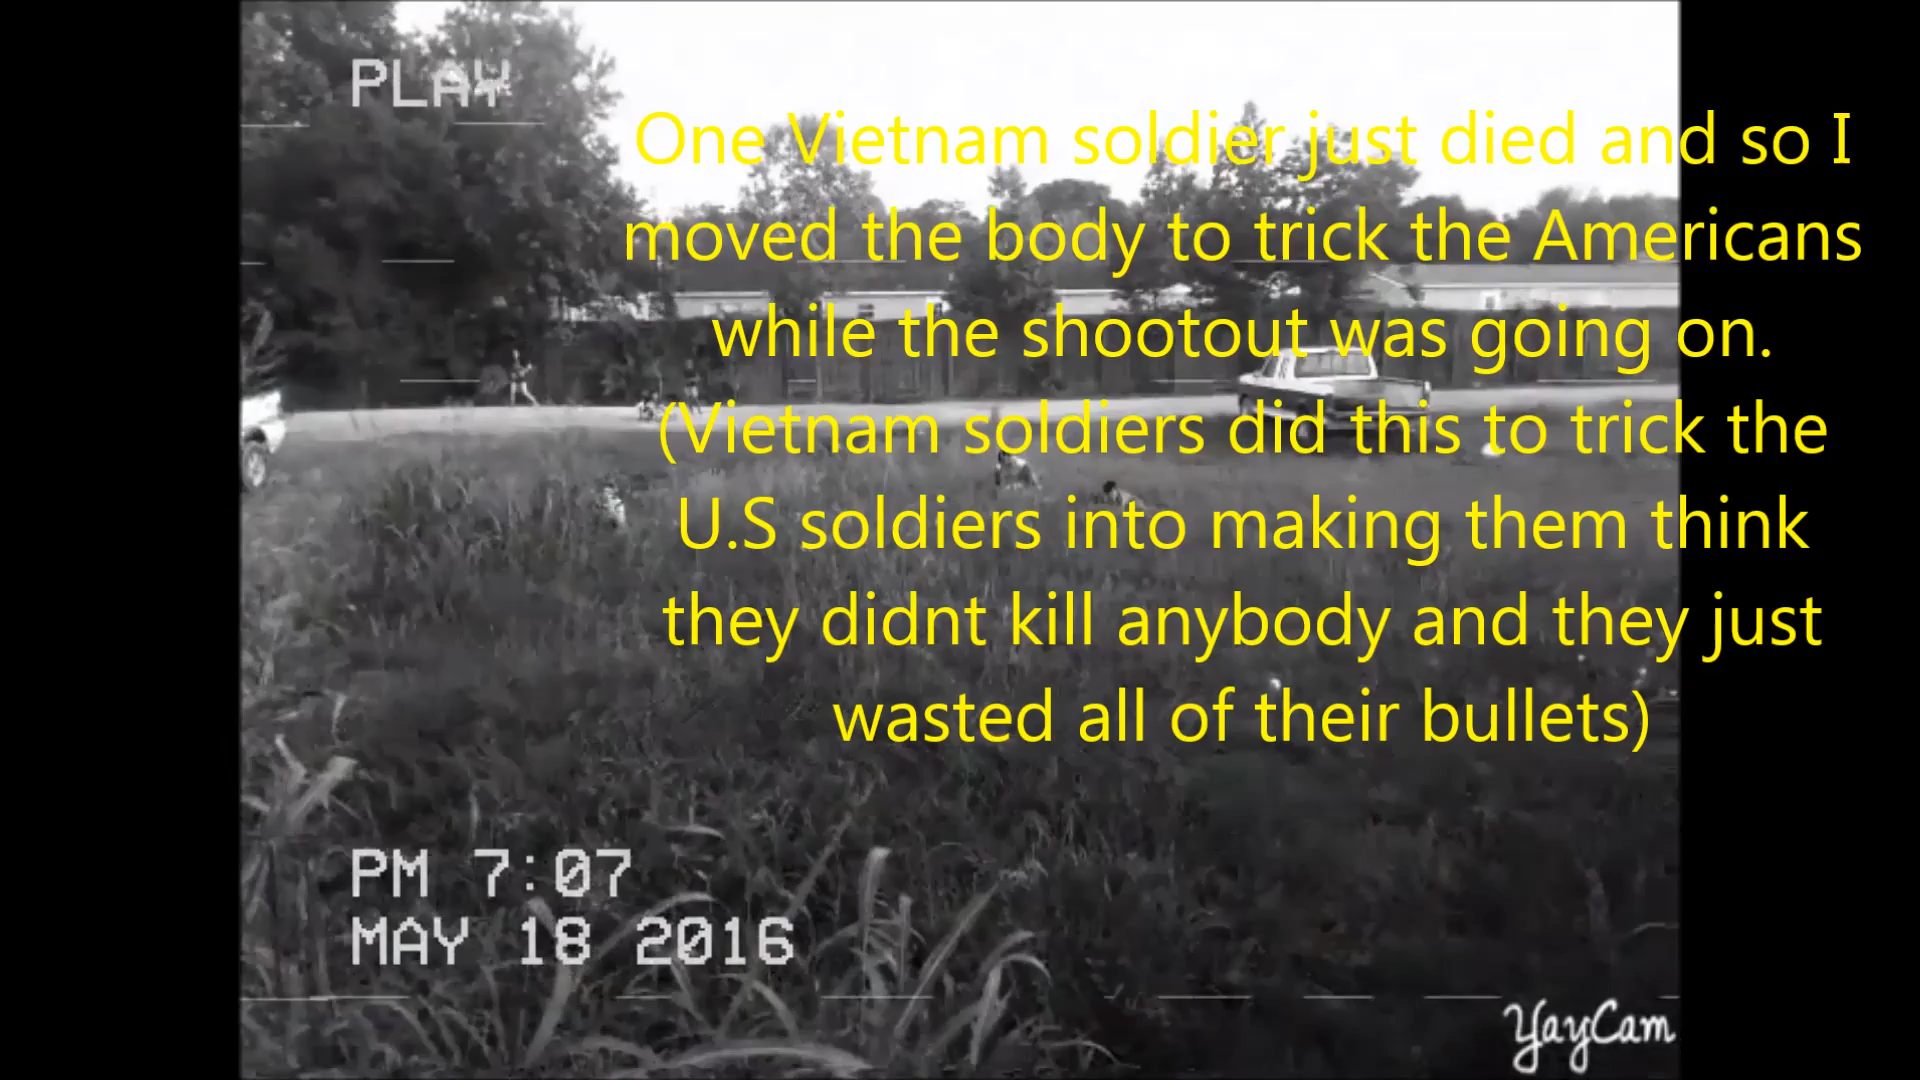 PLAY
One Vietnam soldier just died and so I
moved the body to trick the Americans
while the shootout was going on.
(Vietnam soldiers did this to trick the
U.S soldiers into making them think
they didnt kill anybody and they just
wasted all of their bullets)
PM 7:07
MAY 18 2016
YayCam